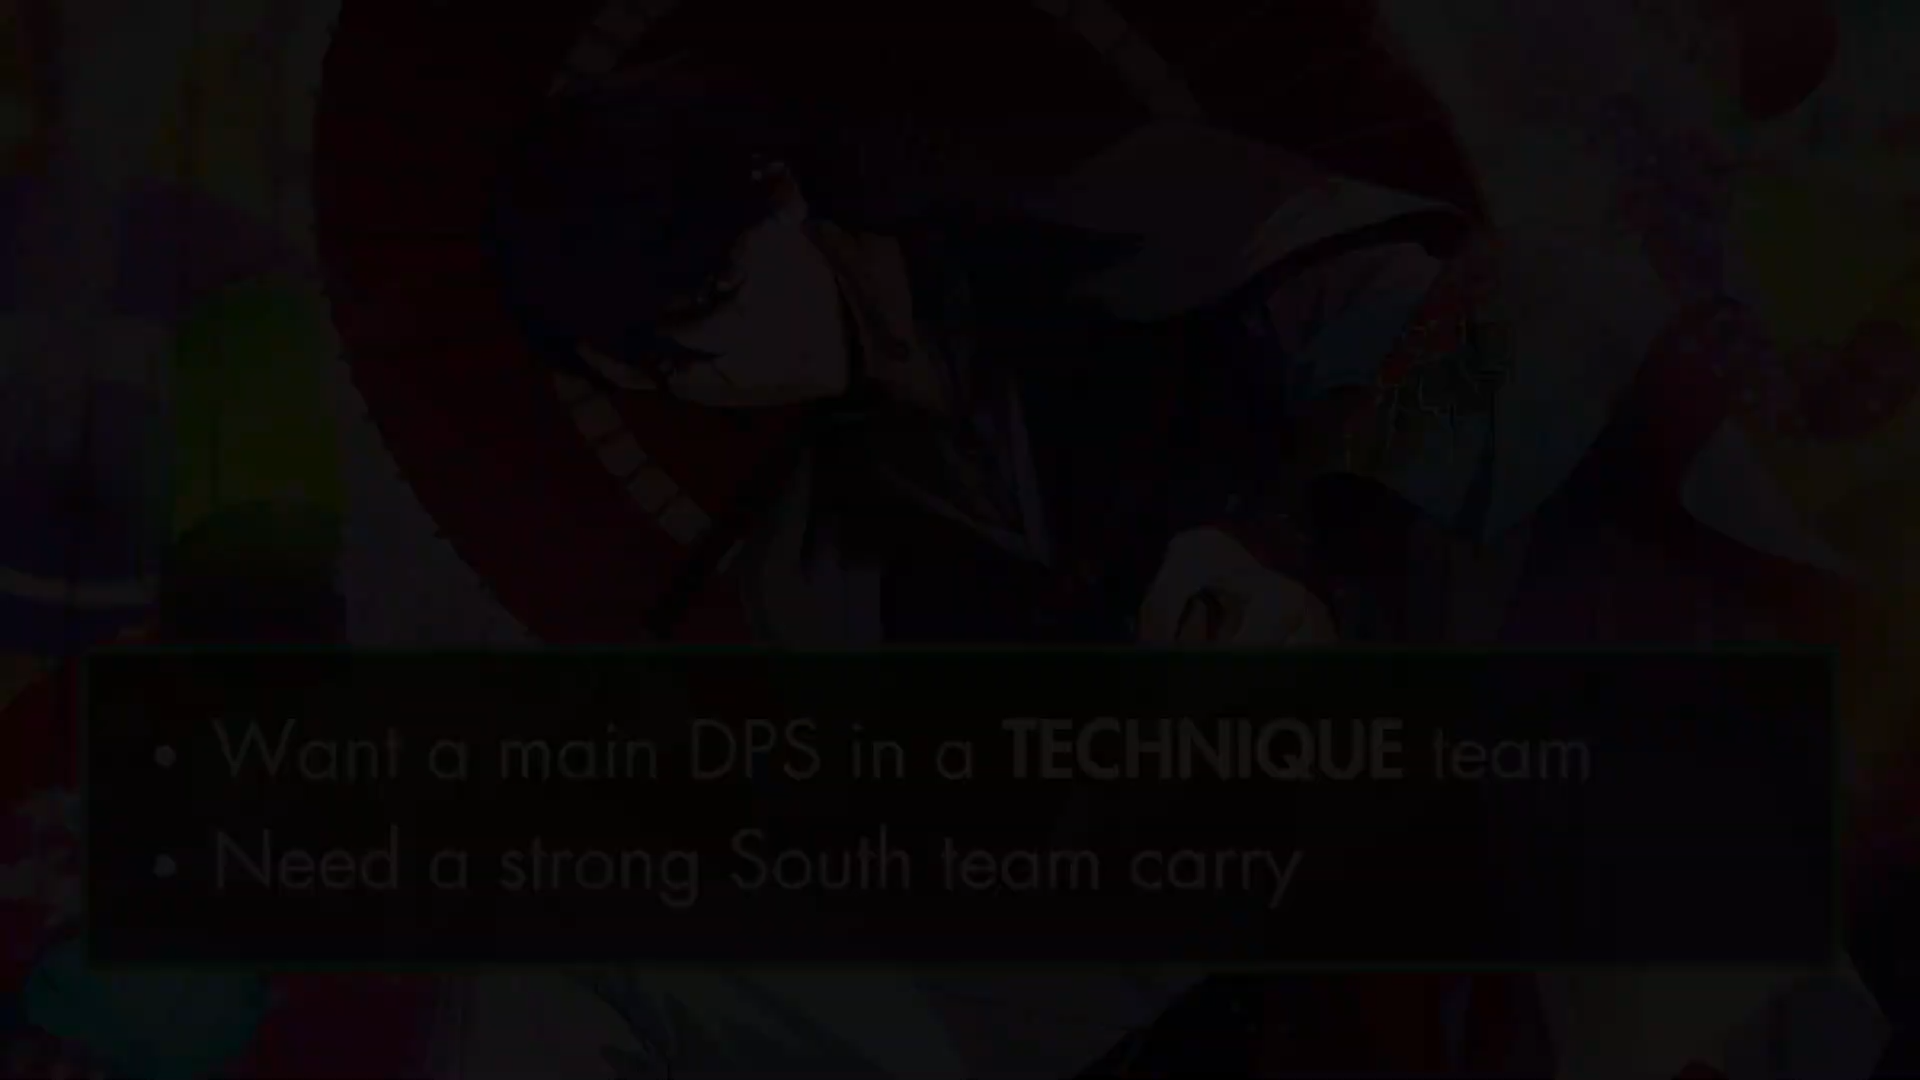 • Want a main DPS in a TECHNIQUE team
• Need a strong South team carry